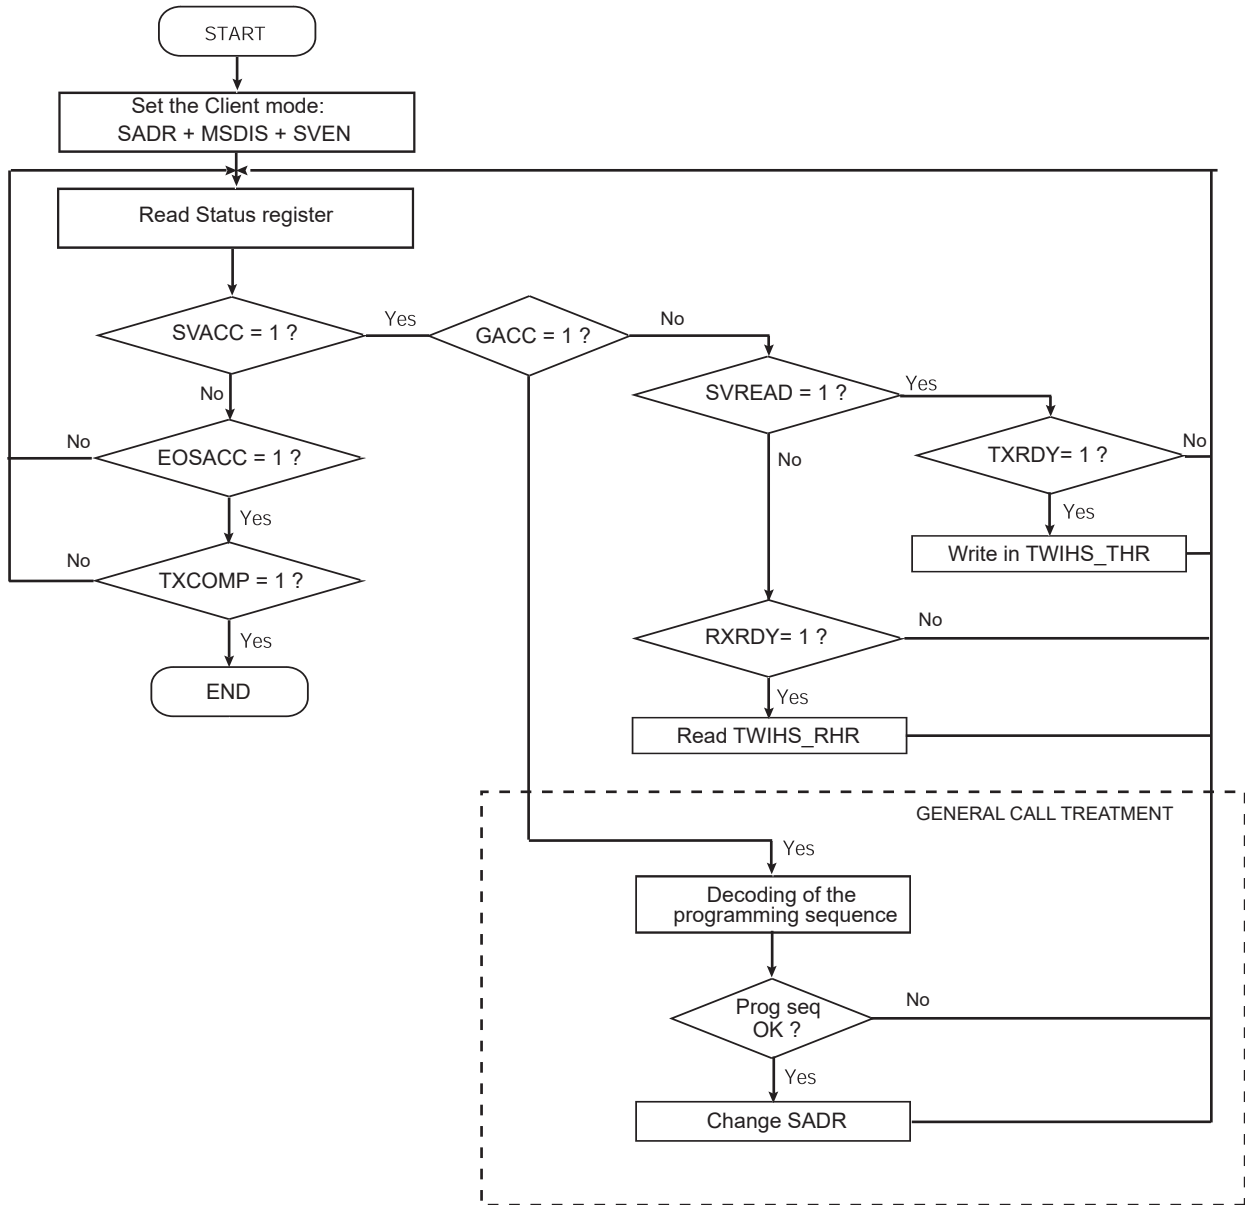 START
Set the Client mode:
SADR + MSDIS + SVEN
Read Status register
SVACC = 1 ?
Yes
GACC = 1 ?
No
SVREAD = 1 ?
Yes
No
No
EOSACC = 1 ?
TXRDY= 1 ?
No
No
Yes
Yes
Write in TWIHS_THR
No
TXCOMP = 1 ?
Yes
RXRDY= 1 ?
No
END
Yes
Read TWIHS_RHR
GENERAL CALL TREATMENT
Yes
Decoding of the
programming sequence
Prog seq
OK ?
No
Yes
Change SADR